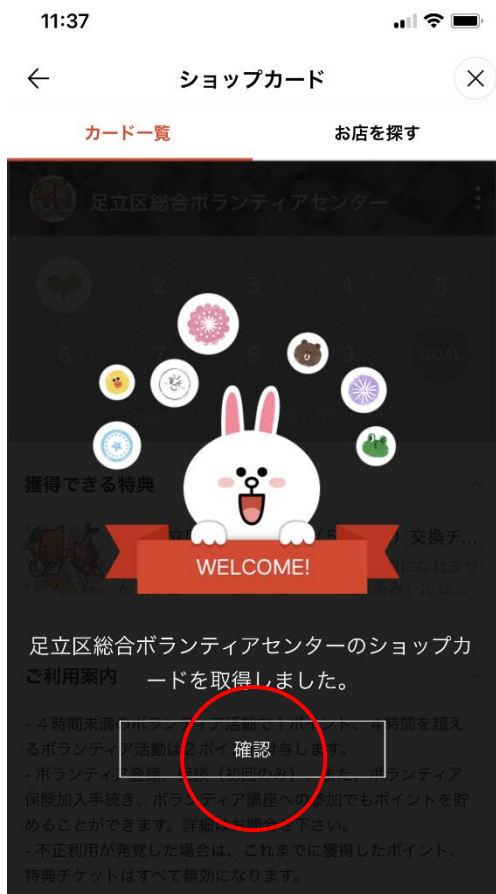 11:37
ショップカード
カード一覧
お店を探す
足立区総合ボランティアセンター
2 3 4 5
6 7 8 9 GOAL
獲得できる特典
交換チ...
WELCOME!
足立区総合ボランティアセンターのショップカ
ードを取得しました。
ご利用案内
確認
- 4時間未満のボランティア活動で1ポイント、4時間を超え
るボランティア活動は2ポイント付与します。
- ボランティア登録、相談（初回のみ）、また、ボランティア
保険加入手続き、ボランティア講座への参加でもポイントを貯
めることができます。詳細はお問合せ下さい。
- 不正利用が発覚した場合は、これまでに獲得したポイント、
特典チケットはすべて無効になります。